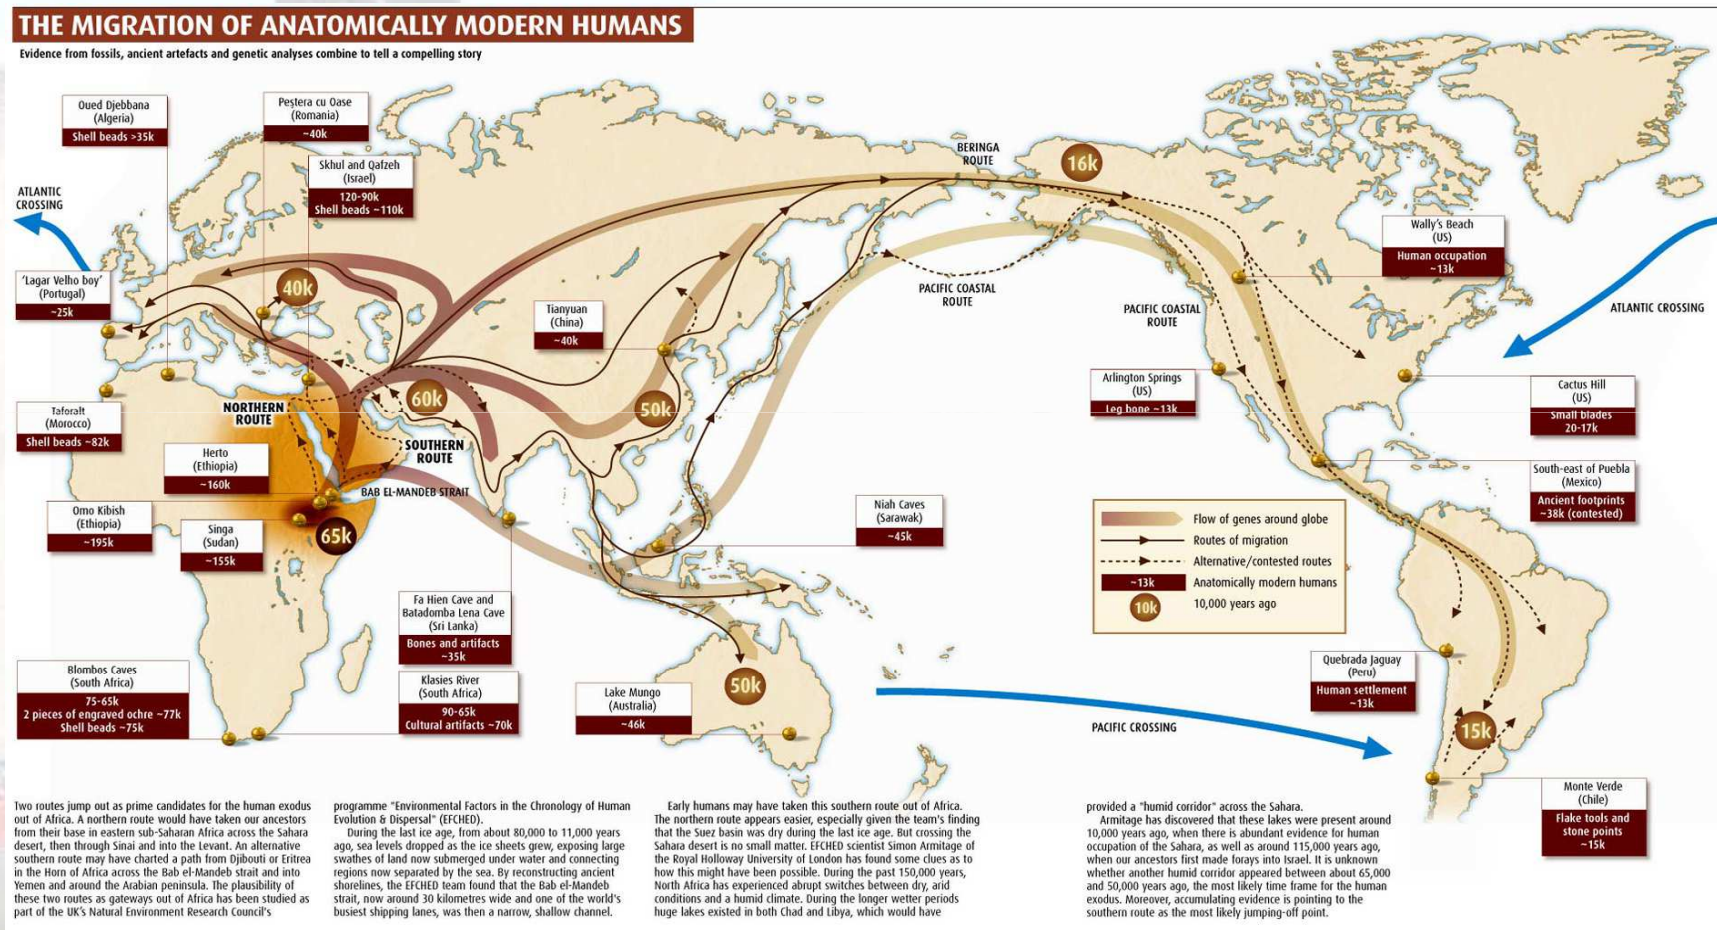 THE MIGRATION OF ANATOMICALLY MODERN HUMANS
Evidence from fossils, ancient artefacts and genetic analyses combine to tell a compelling story
Oued Djebbana
(Algeria)
Shell beads >35k
Peştera cu Oase
(Romania)
~40k
Skhul and Qafzeh
(Israel)
120-90k
Shell beads ~110k
ATLANTIC
CROSSING
'Lagar Velho boy'
(Portugal)
~25k
40k
Tianyuan
(China)
~40k
BERINGA
ROUTE
16k
Wally's Beach
(US)
Human occupation
~13k
PACIFIC COASTAL
ROUTE
PACIFIC COASTAL
ROUTE
ATLANTIC CROSSING
Taforalt
(Morocco)
Shell beads ~82k
NORTHERN
ROUTE
60k
50k
SOUTHERN
ROUTE
Arlington Springs
(US)
Leg bone ~13k
Cactus Hill
(US)
Small blades
20-17k
Herto
(Ethiopia)
~160k
BAB EL-MANDEB STRAIT
South-east of Puebla
(Mexico)
Ancient footprints
~38k (contested)
Omo Kibish
(Ethiopia)
~195k
Singa
(Sudan)
~155k
65k
Niah Caves
(Sarawak)
~45k
Flow of genes around globe
Routes of migration
Alternative/contested routes
~13k
Anatomically modern humans
10k
10,000 years ago
Fa Hien Cave and
Batadomba Lena Cave
(Sri Lanka)
Bones and artifacts
~35k
Blombos Caves
(South Africa)
75-65k
2 pieces of engraved ochre ~77k
Shell beads ~75k
Klasies River
(South Africa)
90-65k
Cultural artifacts ~70k
Lake Mungo
(Australia)
~46k
50k
PACIFIC CROSSING
Quebrada Jaguay
(Peru)
Human settlement
~13k
15k
Monte Verde
(Chile)
Flake tools and
stone points
~15k
Two routes jump out as prime candidates for the human exodus
out of Africa. A northern route would have taken our ancestors
from their base in eastern sub-Saharan Africa across the Sahara
desert, then through Sinai and into the Levant. An alternative
southern route may have charted a path from Djibouti or Eritrea
in the Horn of Africa across the Bab el-Mandeb strait and into
Yemen and around the Arabian peninsula. The plausibility of
these two routes as gateways out of Africa has been studied as
part of the UK's Natural Environment Research Council's
programme "Environmental Factors in the Chronology of Human
Evolution & Dispersal" (EFCHED).
During the last ice age, from about 80,000 to 11,000 years
ago, sea levels dropped as the ice sheets grew, exposing large
swathes of land now submerged under water and connecting
regions now separated by the sea. By reconstructing ancient
shorelines, the EFCHED team found that the Bab el-Mandeb
strait, now around 30 kilometres wide and one of the world's
busiest shipping lanes, was then a narrow, shallow channel.
Early humans may have taken this southern route out of Africa.
The northern route appears easier, especially given the team's finding
that the Suez basin was dry during the last ice age. But crossing the
Sahara desert is no small matter. EFCHED scientist Simon Armitage of
the Royal Holloway University of London has found some clues as to
how this might have been possible. During the past 150,000 years,
North Africa has experienced abrupt switches between dry, arid
conditions and a humid climate. During the longer wetter periods
huge lakes existed in both Chad and Libya, which would have
provided a "humid corridor" across the Sahara.
Armitage has discovered that these lakes were present around
10,000 years ago, when there is abundant evidence for human
occupation of the Sahara, as well as around 115,000 years ago,
when our ancestors first made forays into Israel. It is unknown
whether another humid corridor appeared between about 65,000
and 50,000 years ago, the most likely time frame for the human
exodus. Moreover, accumulating evidence is pointing to the
southern route as the most likely jumping-off point.